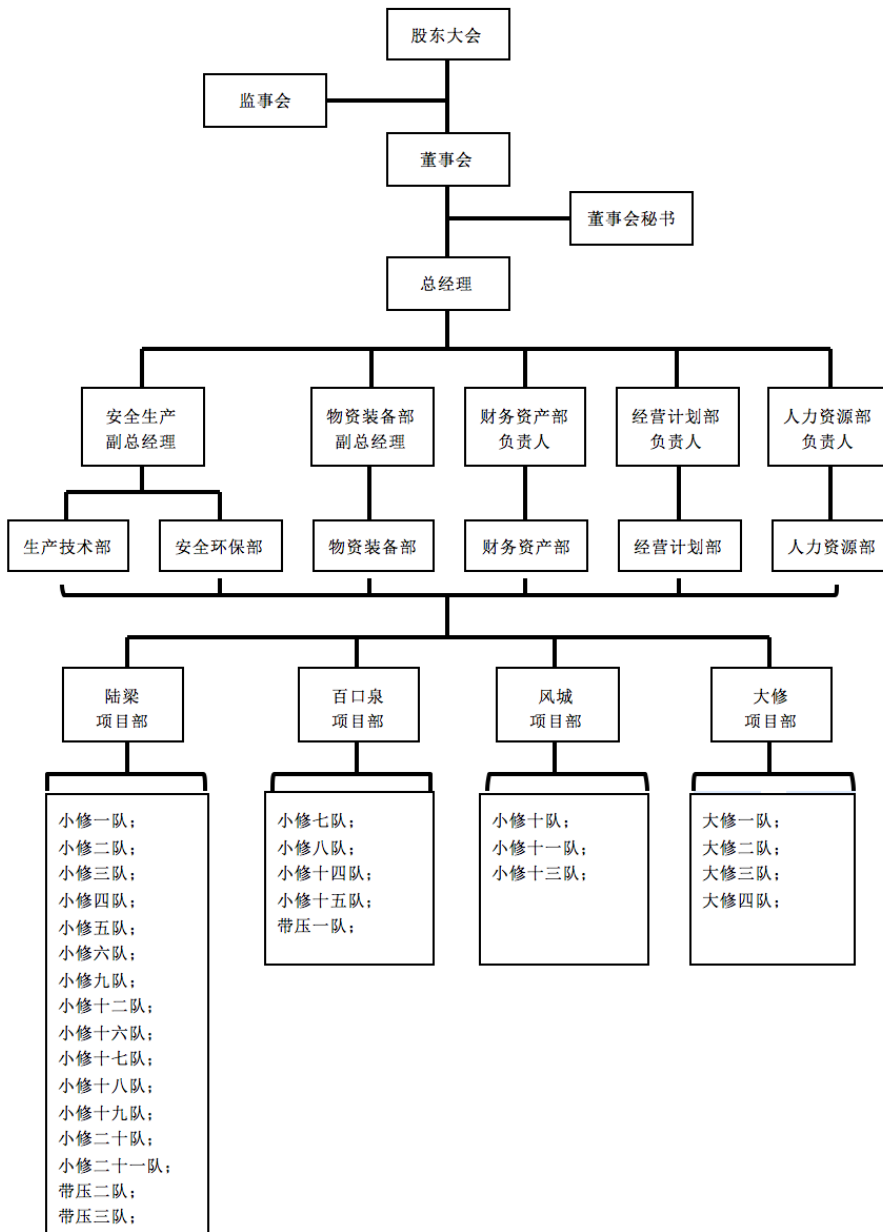 股东大会
监事会
董事会
董事会秘书
总经理
安全生产
副总经理
物资装备部
副总经理
财务资产部
负责人
经营计划部
负责人
人力资源部
负责人
生产技术部
安全环保部
物资装备部
财务资产部
经营计划部
人力资源部
陆梁
项目部
百口泉
项目部
风城
项目部
大修
项目部
小修一队；
小修二队；
小修三队；
小修四队；
小修五队；
小修六队；
小修九队；
小修十二队；
小修十六队；
小修十七队；
小修十八队；
小修十九队；
小修二十队；
小修二十一队；
带压二队；
带压三队；
小修七队；
小修八队；
小修十四队；
小修十五队；
带压一队；
小修十队；
小修十一队；
小修十三队；
大修一队；
大修二队；
大修三队；
大修四队；